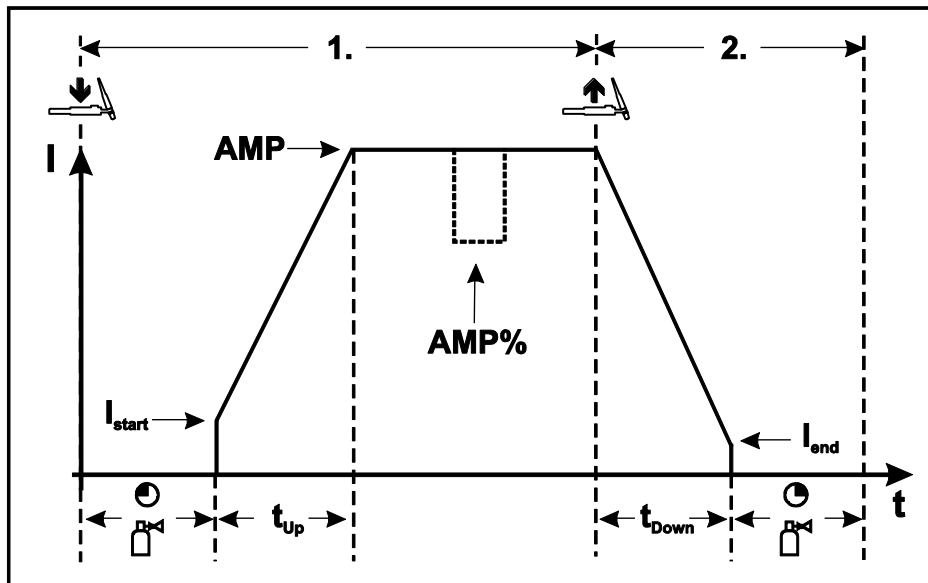 1.
2.
AMP
I
AMP%
Istart
Iend
t
tUp
tDown